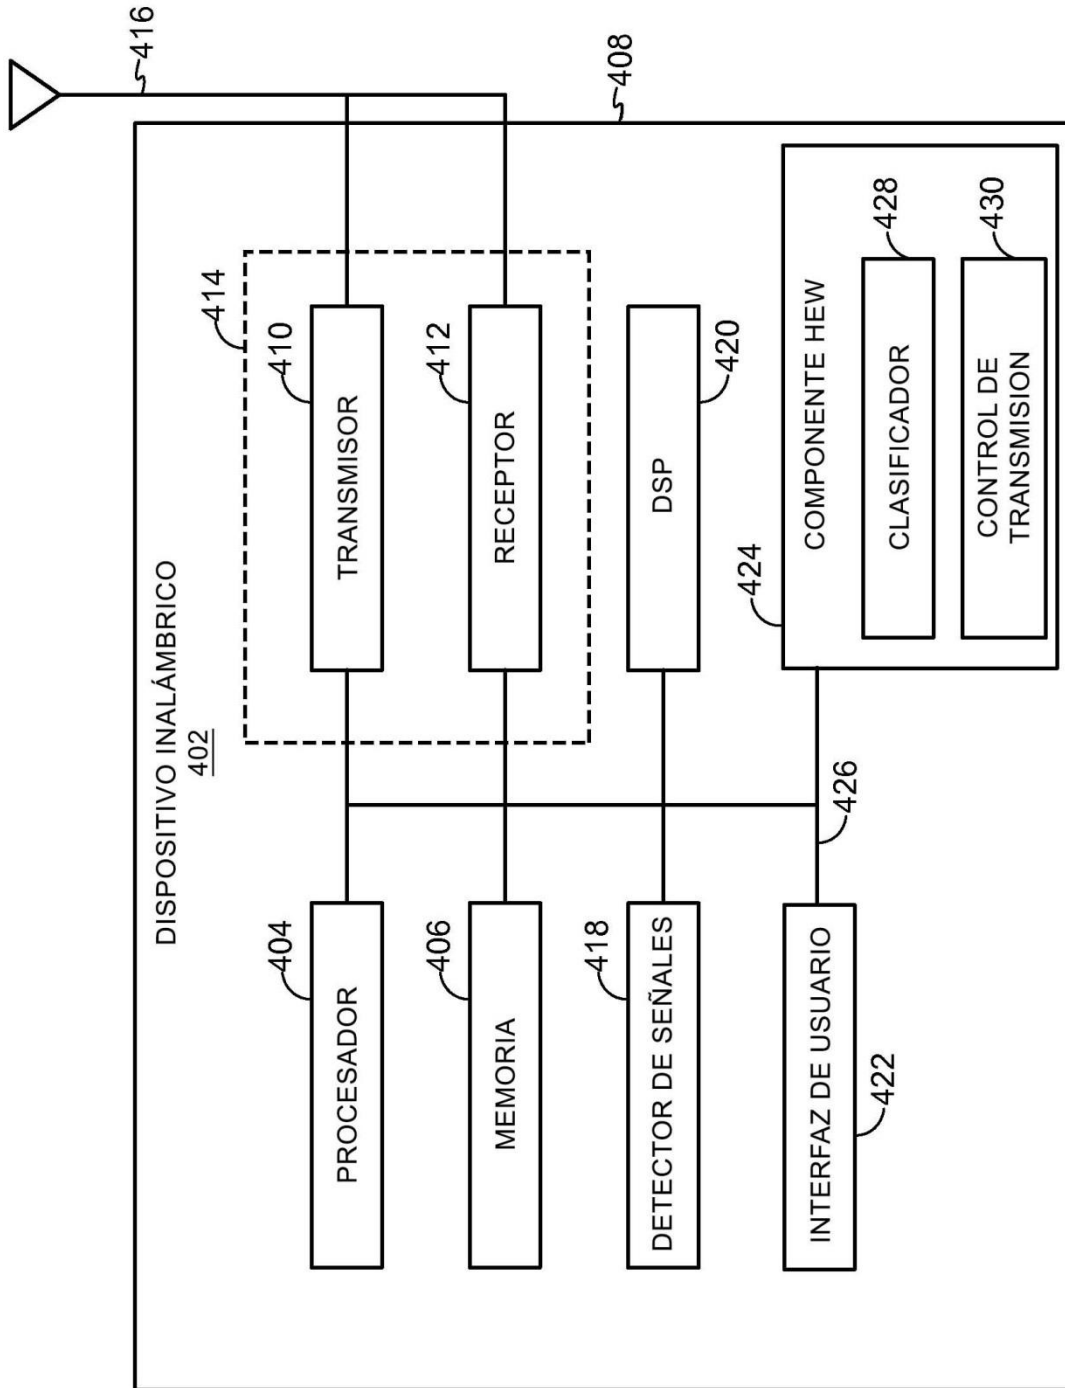 DISPOSITIVO INALÁMBRICO
402
416
408
414
404
PROCESADOR
410
TRANSMISOR
406
MEMORIA
412
RECEPTOR
418
DETECTOR DE SEÑALES
420
DSP
INTERFAZ DE USUARIO
422
426
424
COMPONENTE HEW
428
CLASIFICADOR
430
CONTROL DE
TRANSMISION